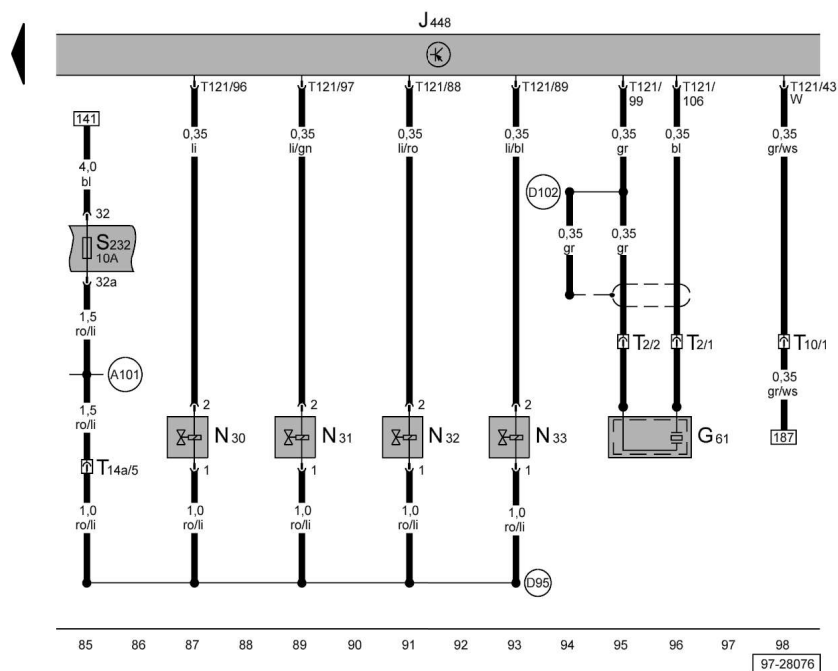 J448
T121/96
T121/97
T121/88
T121/89
T121/
99
T121/
106
T121/43
W
141
0,35
li
0,35
li/gn
0,35
li/ro
0,35
li/bl
0,35
gr
0,35
bl
0,35
gr/ws
4,0
bl
D102
32
S232
10A
0,35
gr
0,35
gr
32a
1,5
ro/li
T2/2
T2/1
T10/1
A101
0,35
gr/ws
1,5
ro/li
2
2
2
2
N30
N31
N32
N33
G61
187
T14a/5
1
1
1
1
1,0
ro/li
1,0
ro/li
1,0
ro/li
1,0
ro/li
1,0
ro/li
D95
85 86 87 88 89 90 91 92 93 94 95 96 97 98
97-28076